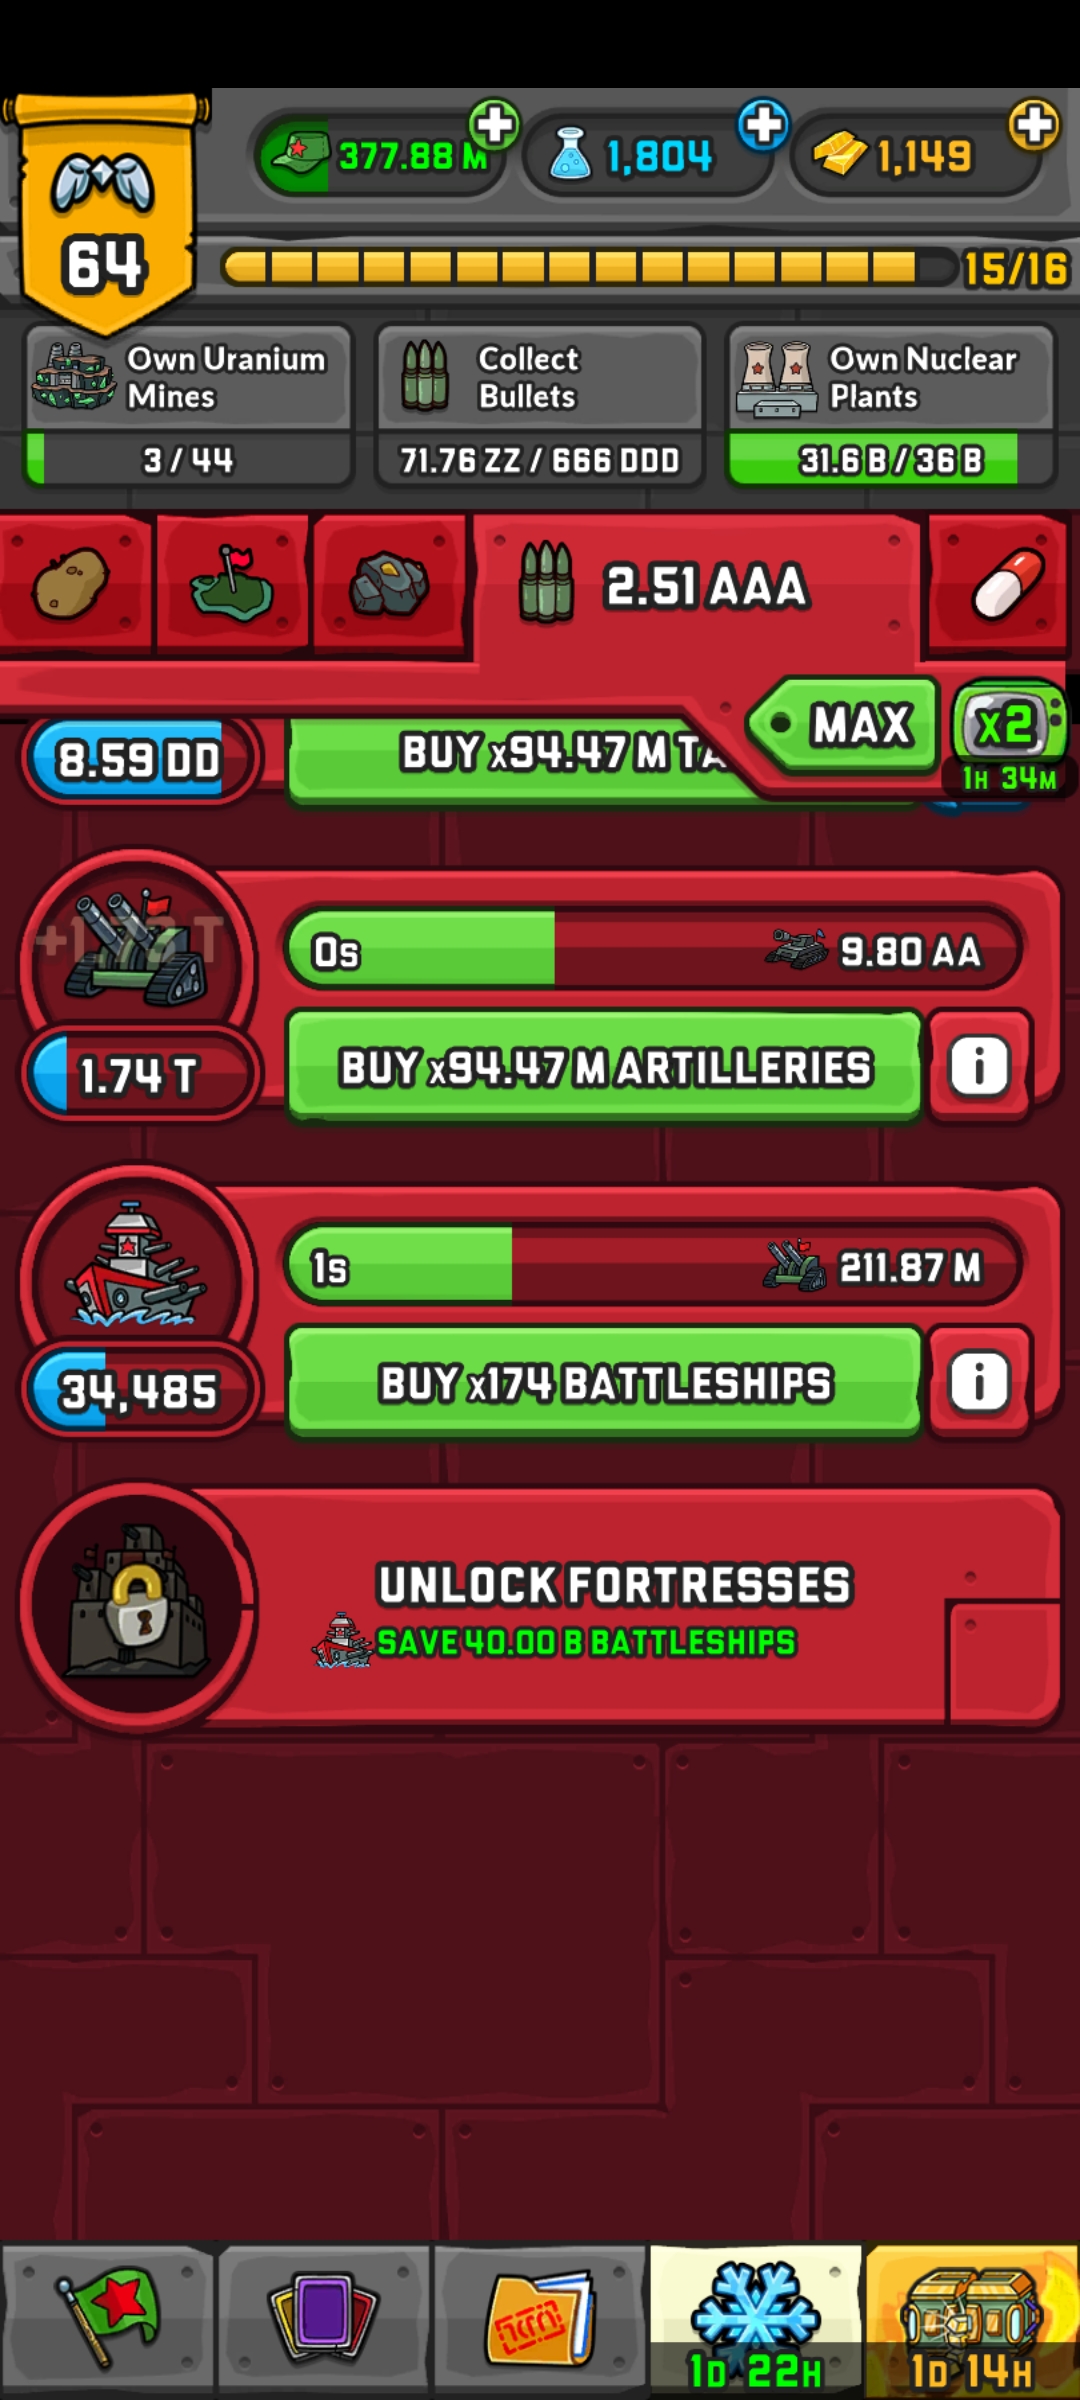 377.88 M
1,804
1,149
64
15/16
Own Uranium
Mines
3 / 44
Collect
Bullets
71.76 ZZ / 666 DDD
Own Nuclear
Plants
31.6 B / 36 B
2.51 AAA
MAX
X2
1H 34M
8.59 DD
BUY x94.47 M TA
+1.73 T
0s
9.80 AA
1.74 T
BUY x94.47 M ARTILLERIES
i
1s
211.87 M
34,485
BUY x174 BATTLESHIPS
i
UNLOCK FORTRESSES
SAVE 40.00 B BATTLESHIPS
1D 22H
1D 14H